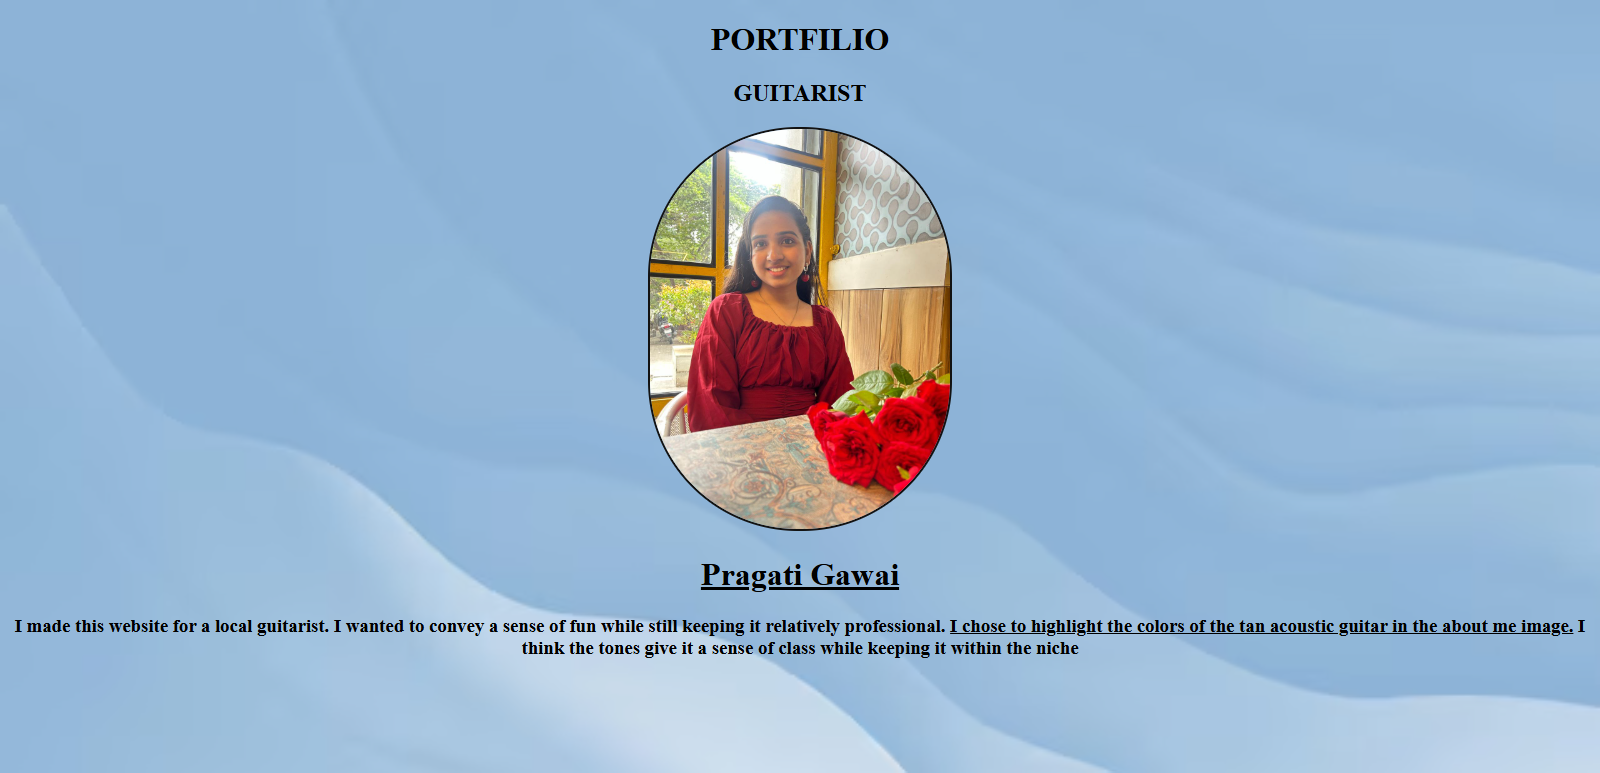 PORTFILIO
GUITARIST
Pragati Gawai
I made this website for a local guitarist. I wanted to convey a sense of fun while still keeping it relatively professional. I chose to highlight the colors of the tan acoustic guitar in the about me image. I
think the tones give it a sense of class while keeping it within the niche